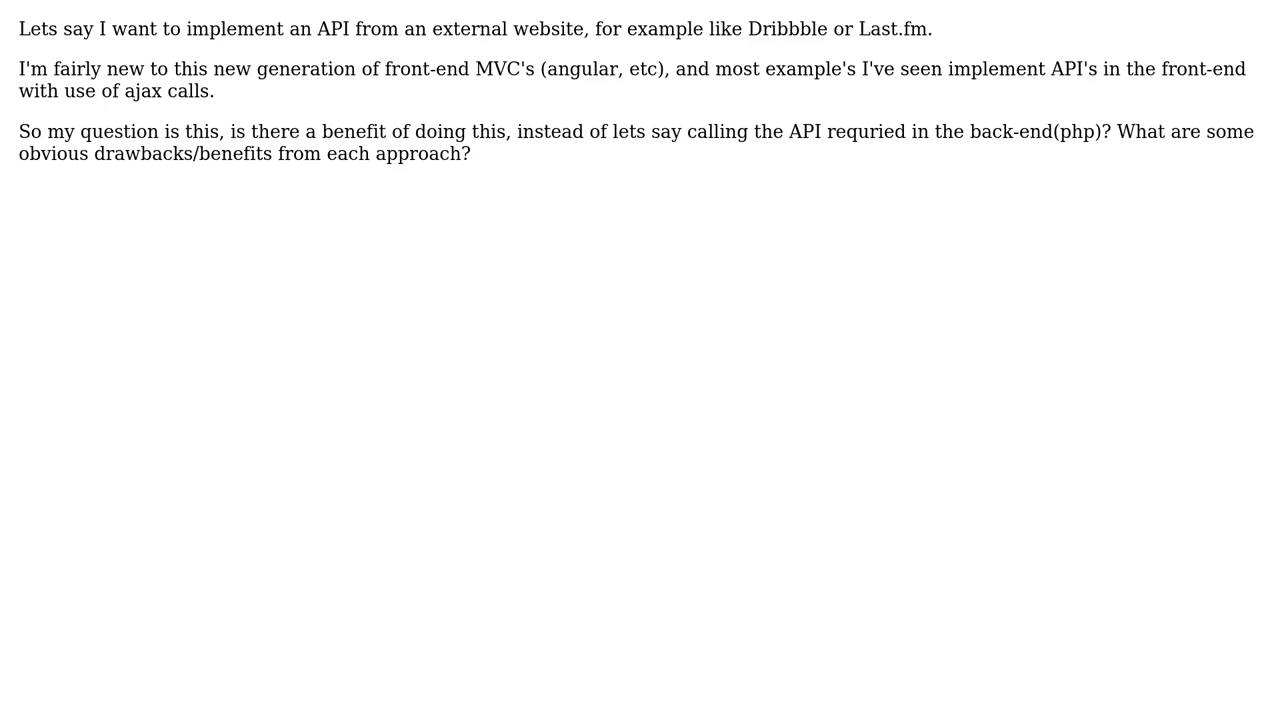 Lets say I want to implement an API from an external website, for example like Dribbble or Last.fm.
I'm fairly new to this new generation of front-end MVC's (angular, etc), and most example's I've seen implement API's in the front-end
with use of ajax calls.
So my question is this, is there a benefit of doing this, instead of lets say calling the API requried in the back-end(php)? What are some
obvious drawbacks/benefits from each approach?